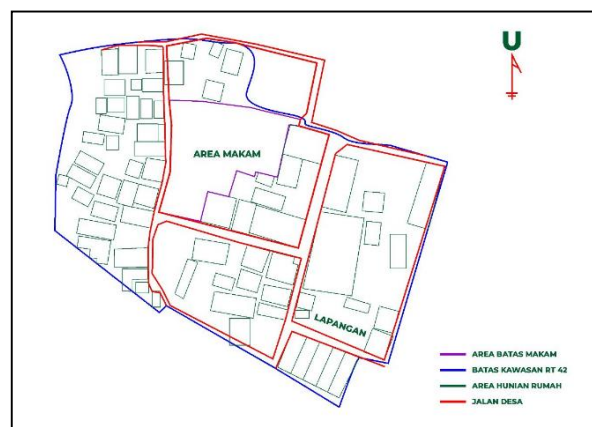 U
AREA MAKAM
LAPANGAN
AREA BATAS MAKAM
BATAS KAWASAN RT 42
AREA HUNIAN RUMAH
JALAN DESA